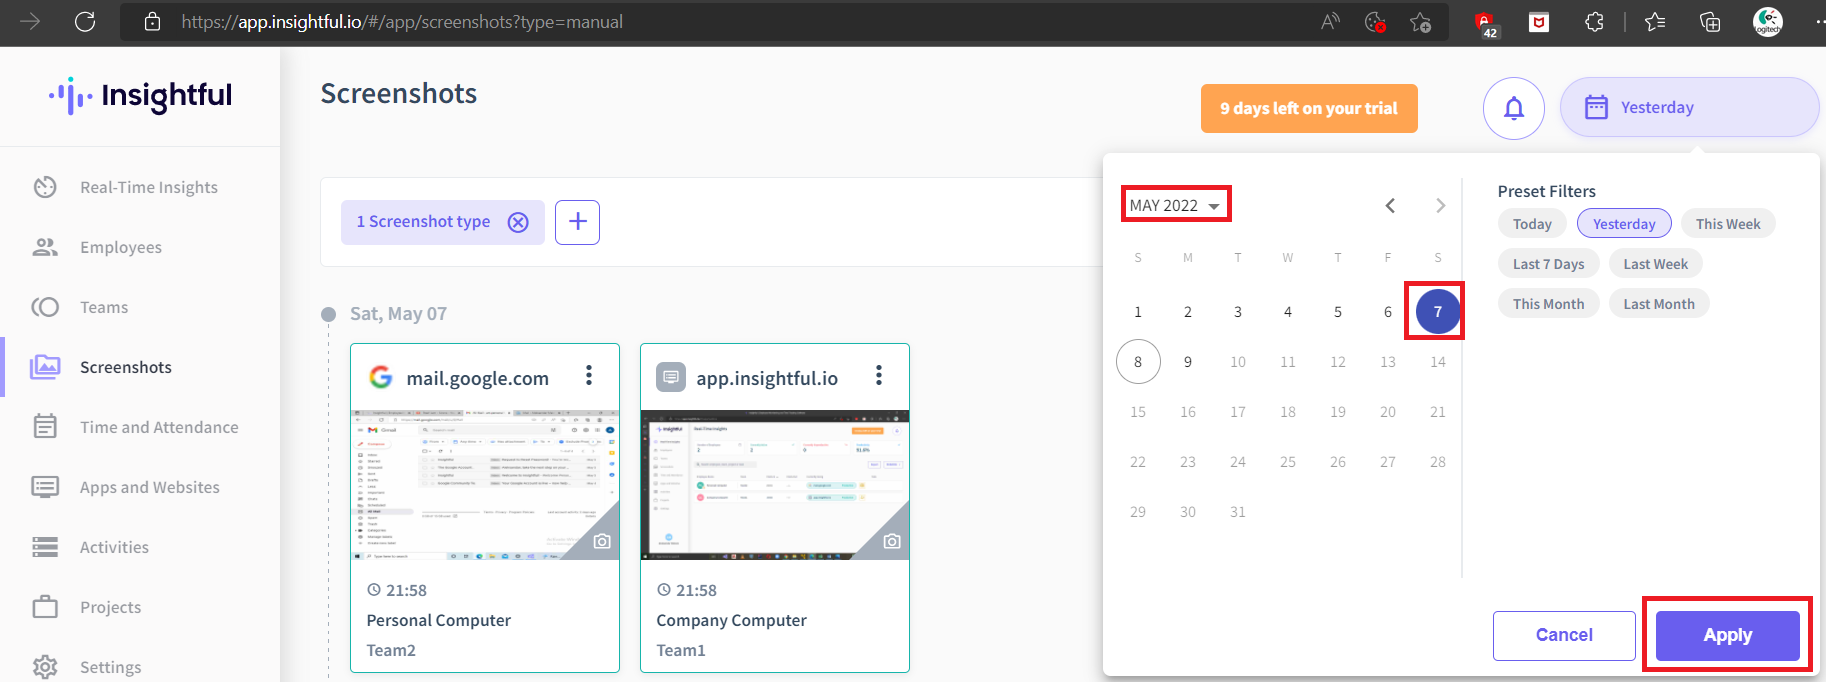 https://app.insightful.io/#/app/screenshots?type=manual
42
Logitech
Insightful
Screenshots
9 days left on your trial
Yesterday
Real-Time Insights
Employees
Teams
Screenshots
Time and Attendance
Apps and Websites
Activities
Projects
Settings
1 Screenshot type
Sat, May 07
mail.google.com
Gmail
21:58
Personal Computer
Team2
app.insightful.io
21:58
Company Computer
Team1
MAY 2022
S M T W T F S
1 2 3 4 5 6 7
8 9 10 11 12 13 14
15 16 17 18 19 20 21
22 23 24 25 26 27 28
29 30 31
Preset Filters
Today Yesterday This Week
Last 7 Days Last Week
This Month Last Month
Cancel Apply